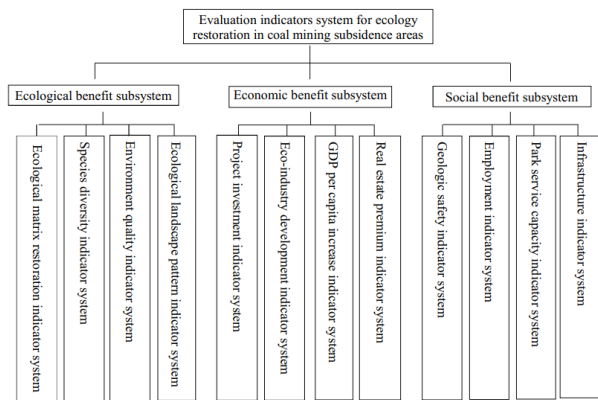 Evaluation indicators system for ecology
restoration in coal mining subsidence areas
Ecological benefit subsystem
Economic benefit subsystem
Social benefit subsystem
Ecological matrix restoration indicator system
Species diversity indicator system
Environment quality indicator system
Ecological landscape pattern indicator system
Project investment indicator system
Eco-industry development indicator system
GDP per capita increase indicator system
Real estate premium indicator system
Geologic safety indicator system
Employment indicator system
Park service capacity indicator system
Infrastructure indicator system